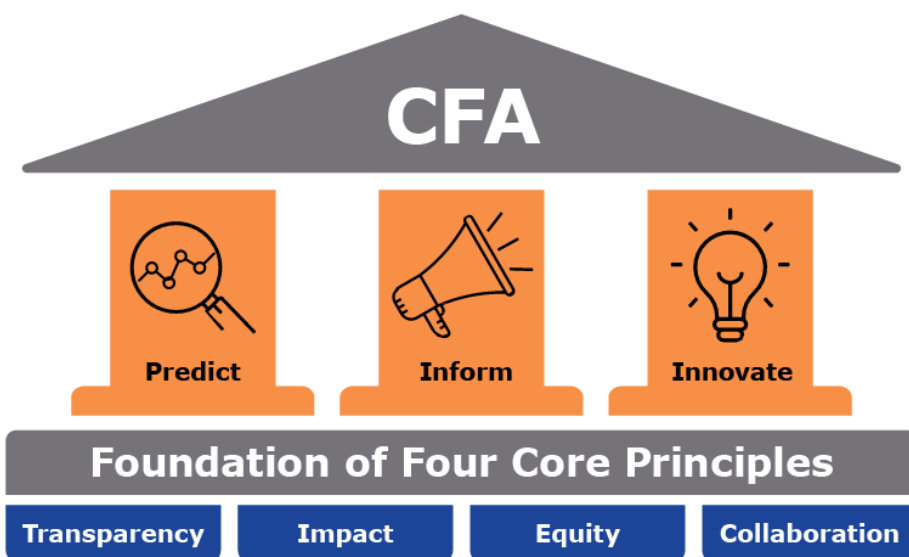 CFA
Predict Inform Innovate
Foundation of Four Core Principles
Transparency Impact Equity Collaboration